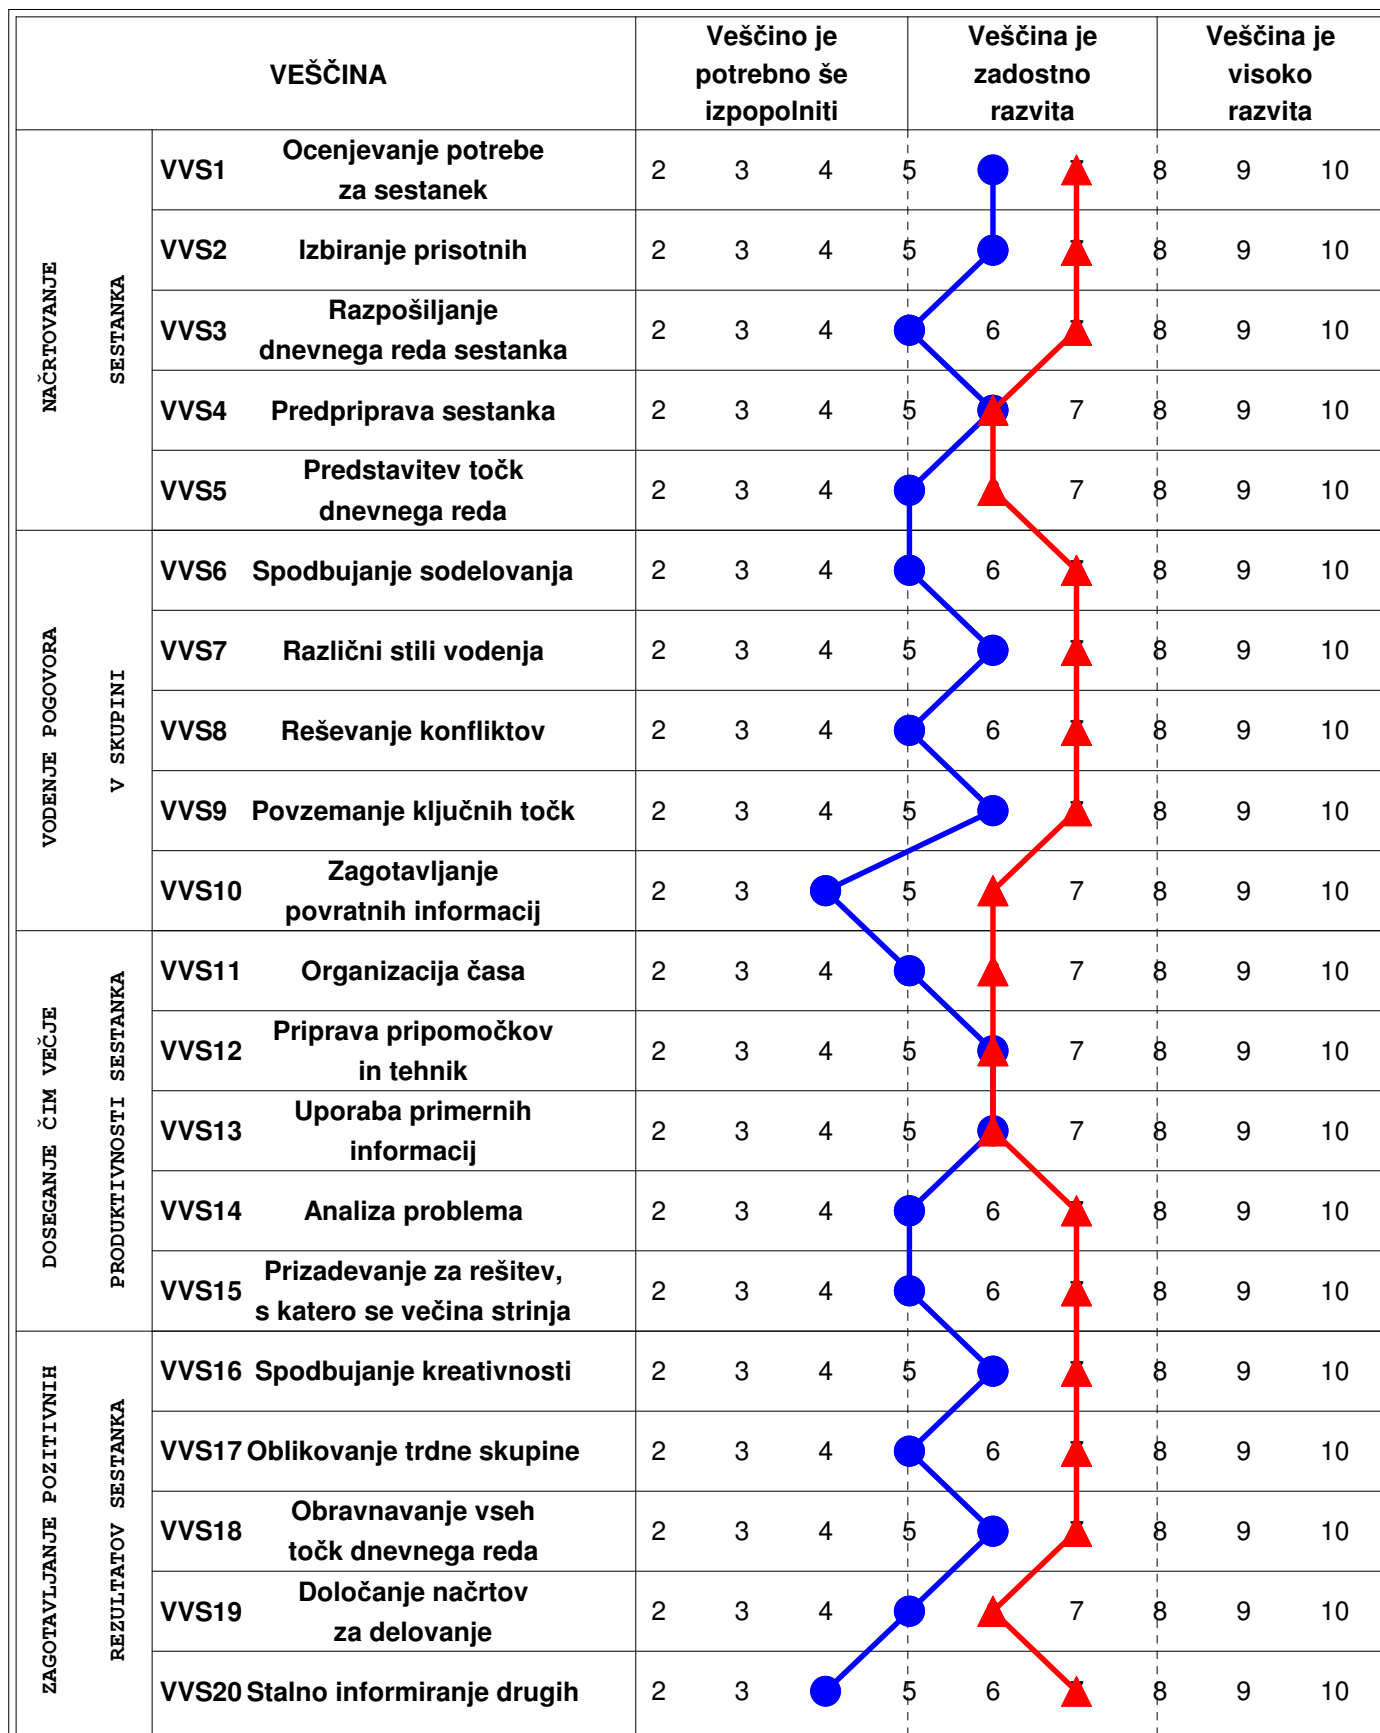 VEŠČINA
Veščino je
potrebno še
izpopolniti
Veščina je
zadostno
razvita
Veščina je
visoko
razvita
NAČRTOVANJE
SESTANKA
VVS1 Ocenjevanje potrebe
za sestanek
2 3 4 5 8 9 10
VVS2 Izbiranje prisotnih
2 3 4 5 8 9 10
VVS3 Razpošiljanje
dnevnega reda sestanka
2 3 4 6 8 9 10
VVS4 Predpriprava sestanka
2 3 4 5 7 8 9 10
VVS5 Predstavitev točk
dnevnega reda
2 3 4 7 8 9 10
VODENJE POGOVORA
V SKUPINI
VVS6 Spodbujanje sodelovanja
2 3 4 6 8 9 10
VVS7 Različni stili vodenja
2 3 4 5 8 9 10
VVS8 Reševanje konfliktov
2 3 4 6 8 9 10
VVS9 Povzemanje ključnih točk
2 3 4 5 8 9 10
VVS10 Zagotavljanje
povratnih informacij
2 3 5 7 8 9 10
DOSEGANJE ČIM VEČJE
PRODUKTIVNOSTI SESTANKA
VVS11 Organizacija časa
2 3 4 7 8 9 10
VVS12 Priprava pripomočkov
in tehnik
2 3 4 5 7 8 9 10
VVS13 Uporaba primernih
informacij
2 3 4 5 7 8 9 10
VVS14 Analiza problema
2 3 4 6 8 9 10
VVS15 Prizadevanje za rešitev,
s katero se večina strinja
2 3 4 6 8 9 10
ZAGOTAVLJANJE POZITIVNIH
REZULTATOV SESTANKA
VVS16 Spodbujanje kreativnosti
2 3 4 5 8 9 10
VVS17 Oblikovanje trdne skupine
2 3 4 6 8 9 10
VVS18 Obravnavanje vseh
točk dnevnega reda
2 3 4 5 8 9 10
VVS19 Določanje načrtov
za delovanje
2 3 4 7 8 9 10
VVS20 Stalno informiranje drugih
2 3 5 6 8 9 10